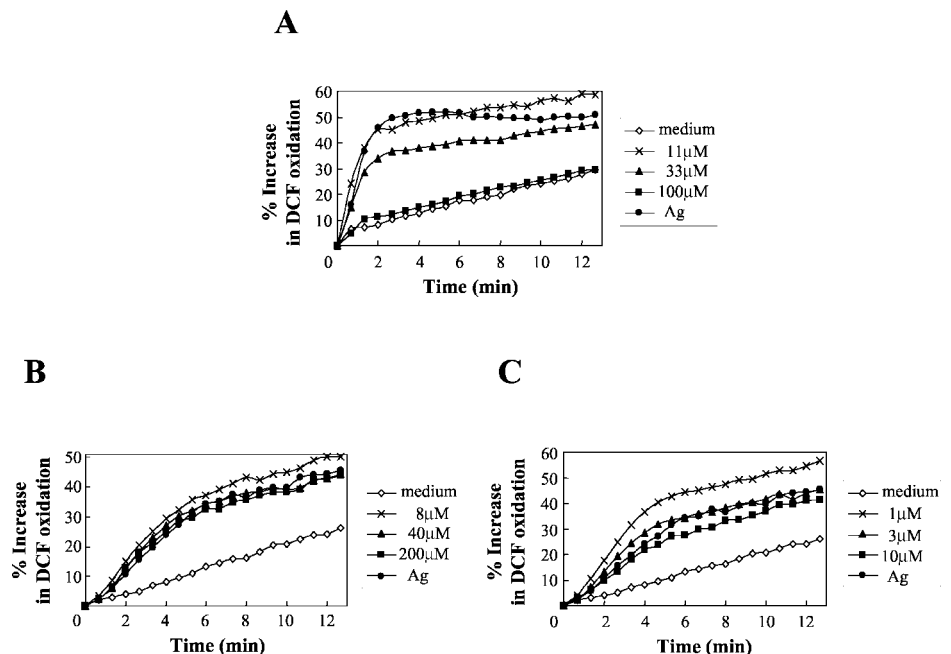 A
% Increase
in DCF oxidation
60
50
40
30
20
10
0
2
4
6
8
10
12
Time (min)
medium
11μM
33μM
100μM
Ag
B
% Increase
in DCF oxidation
50
40
30
20
10
0
2
4
6
8
10
12
Time (min)
medium
8μM
40μM
200μM
Ag
C
% Increase
in DCF oxidation
60
50
40
30
20
10
0
2
4
6
8
10
12
Time (min)
medium
1μM
3μM
10μM
Ag